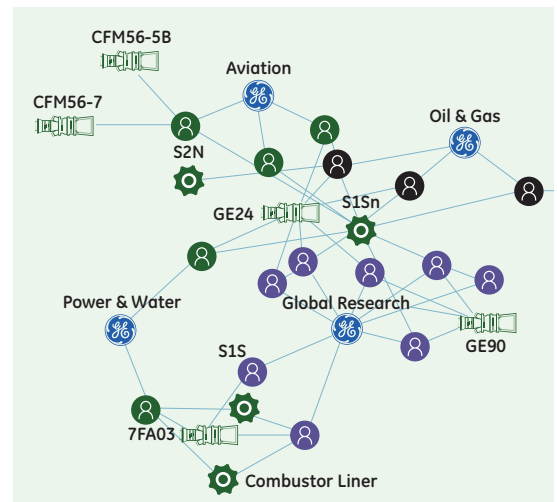 CFM56-5B
Aviation
CFM56-7
Oil & Gas
S2N
S1Sn
GE24
Power & Water
Global Research
GE90
S1S
7FA03
Combustor Liner